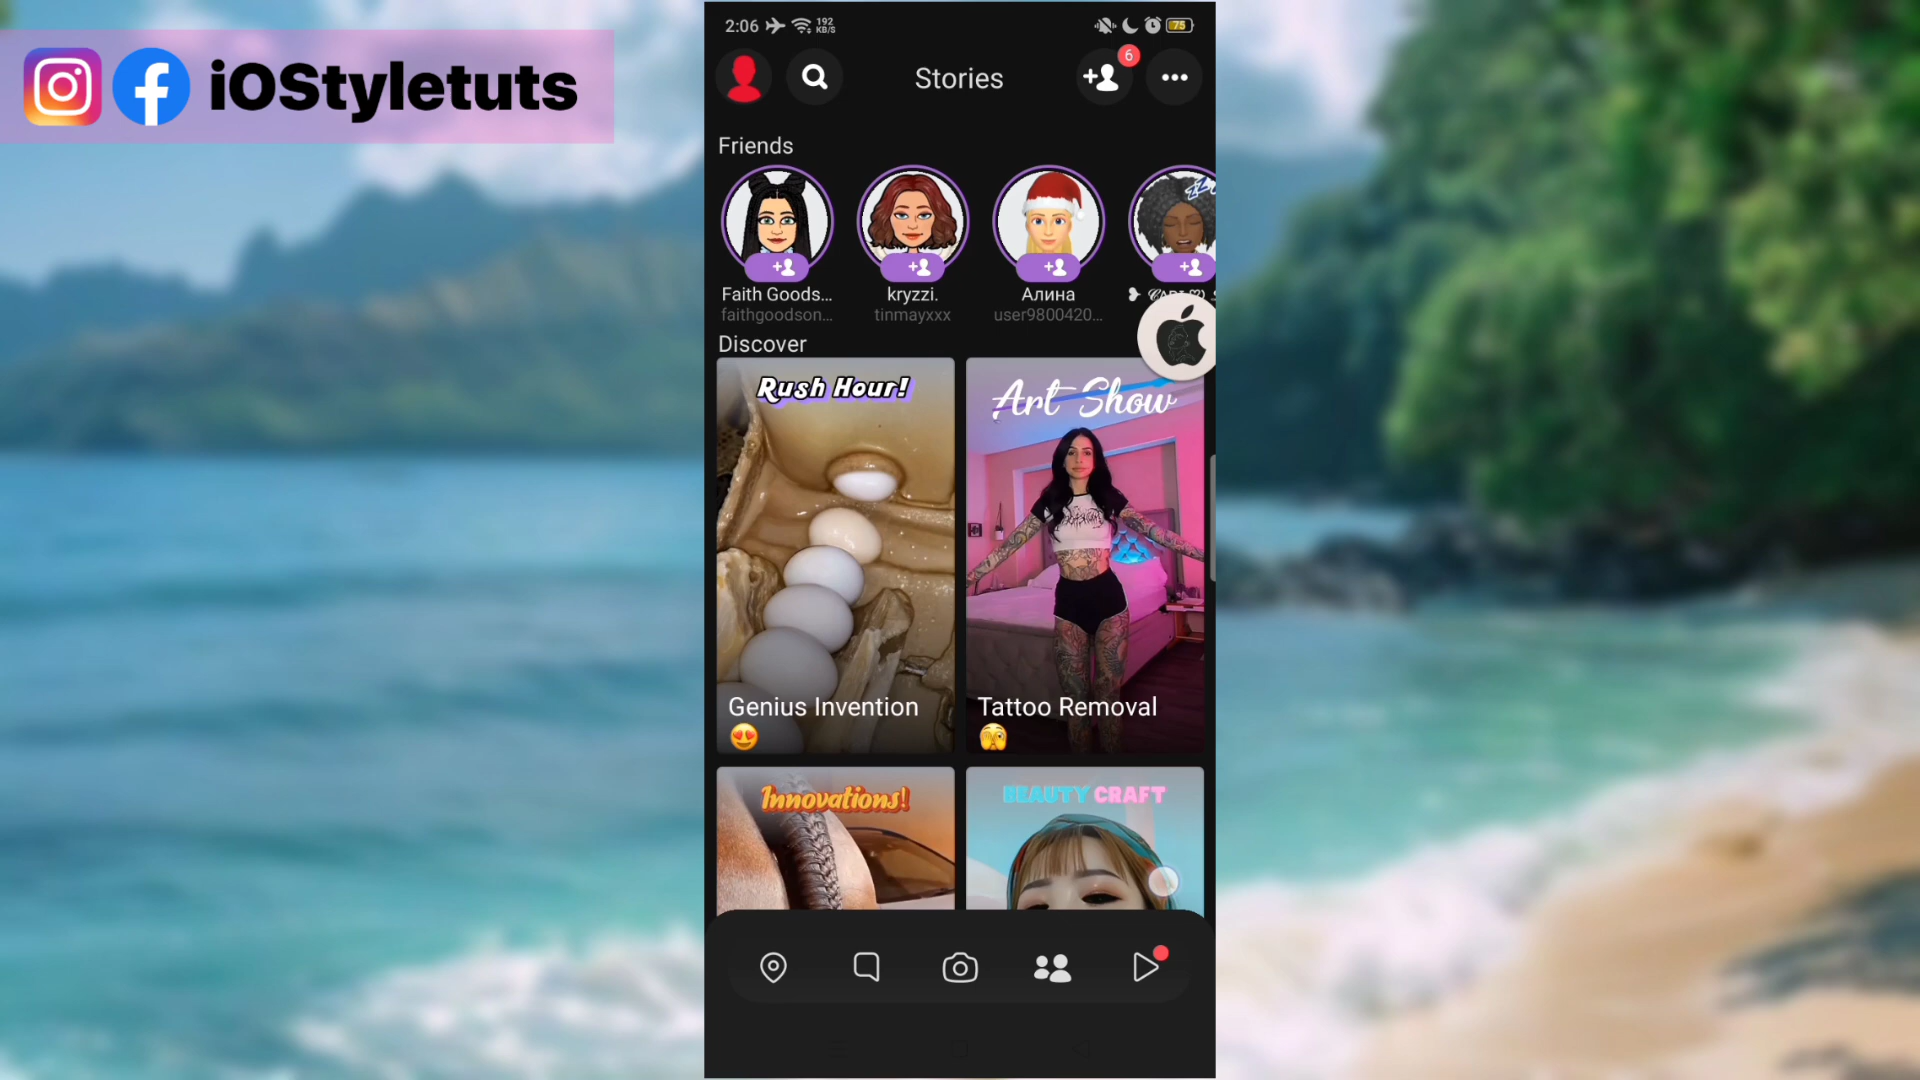 iOStyletuts
2:06
192
KB/S
75
Stories
6
Friends
Faith Goods...
kryzzi.
Алина
faithgoodson...
tinmayxxx
user9800420...
Discover
Rush Hour!
Art Show
Genius Invention
😍
Tattoo Removal
🫣
Innovations!
BEAUTY CRAFT